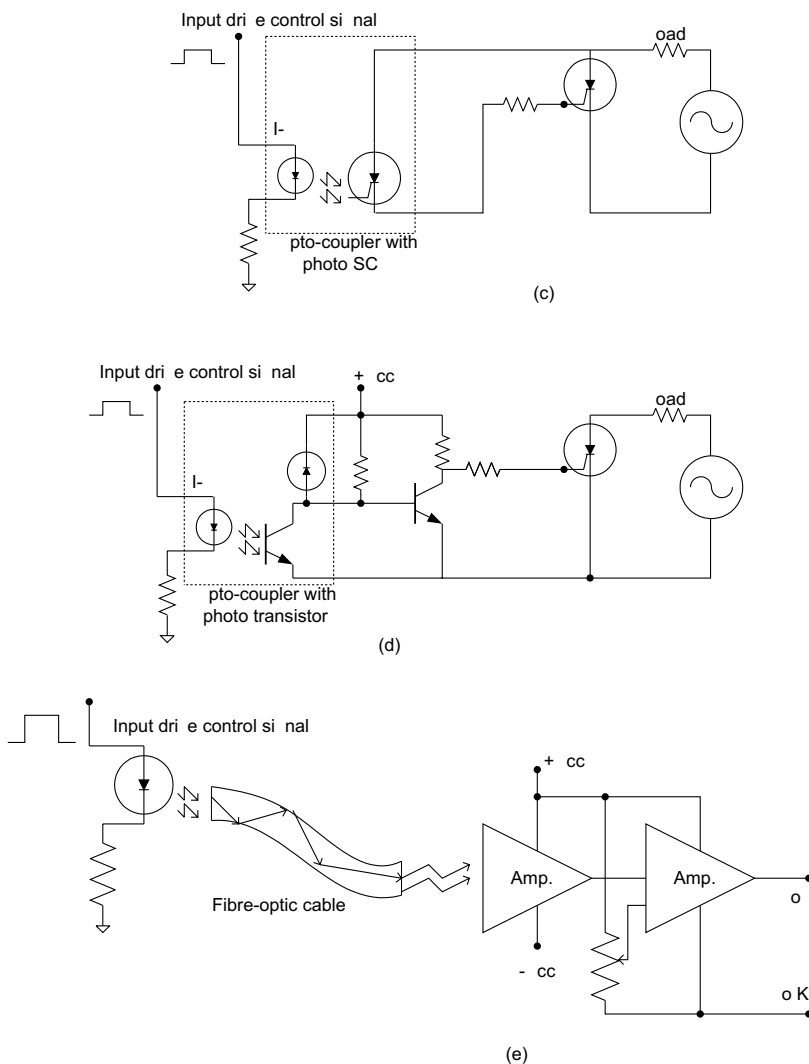 Input dri e control si nal
oad
I-
pto-coupler with
photo SC
(c)
Input dri e control si nal
+ cc
oad
I-
pto-coupler with
photo transistor
(d)
Input dri e control si nal
+ cc
Amp.
Amp.
o
Fibre-optic cable
- cc
o K
(e)